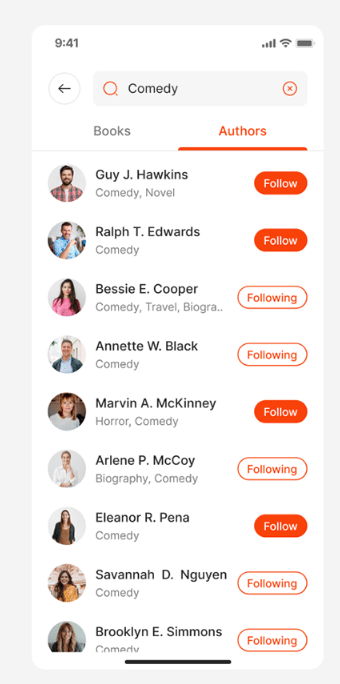 9:41
Comedy
Books Authors
Guy J. Hawkins
Comedy, Novel
Follow
Ralph T. Edwards
Comedy
Follow
Bessie E. Cooper
Comedy, Travel, Biogra..
Following
Annette W. Black
Comedy
Following
Marvin A. McKinney
Horror, Comedy
Follow
Arlene P. McCoy
Biography, Comedy
Following
Eleanor R. Pena
Comedy
Follow
Savannah D. Nguyen
Comedy
Following
Brooklyn E. Simmons
Comedy
Following